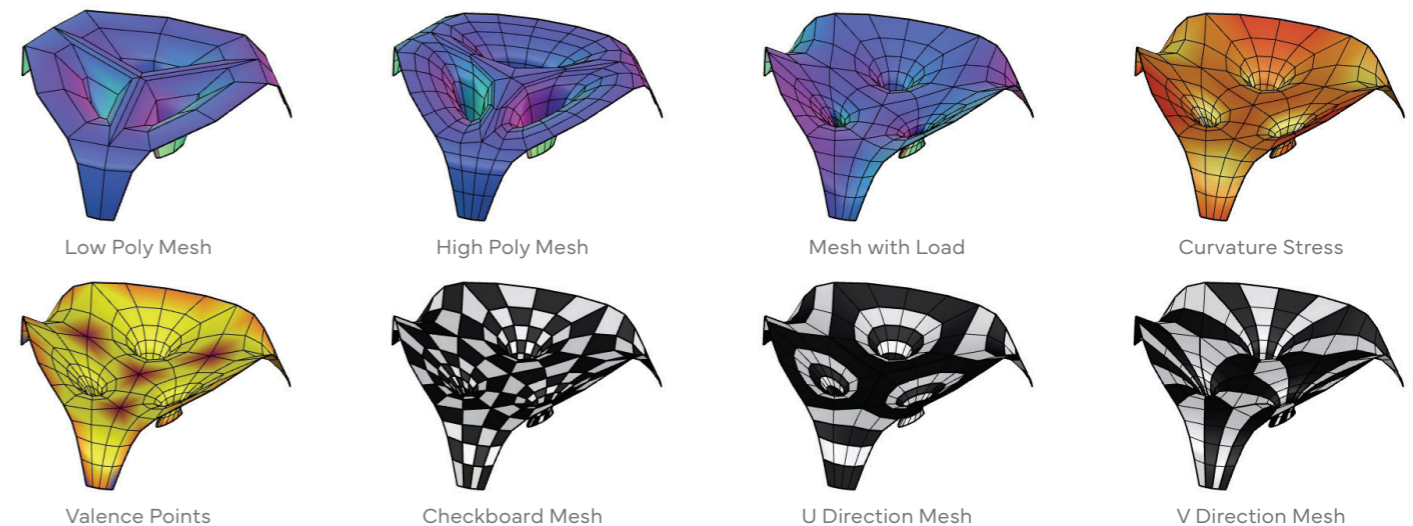 Low Poly Mesh
High Poly Mesh
Mesh with Load
Curvature Stress
Valence Points
Checkboard Mesh
U Direction Mesh
V Direction Mesh